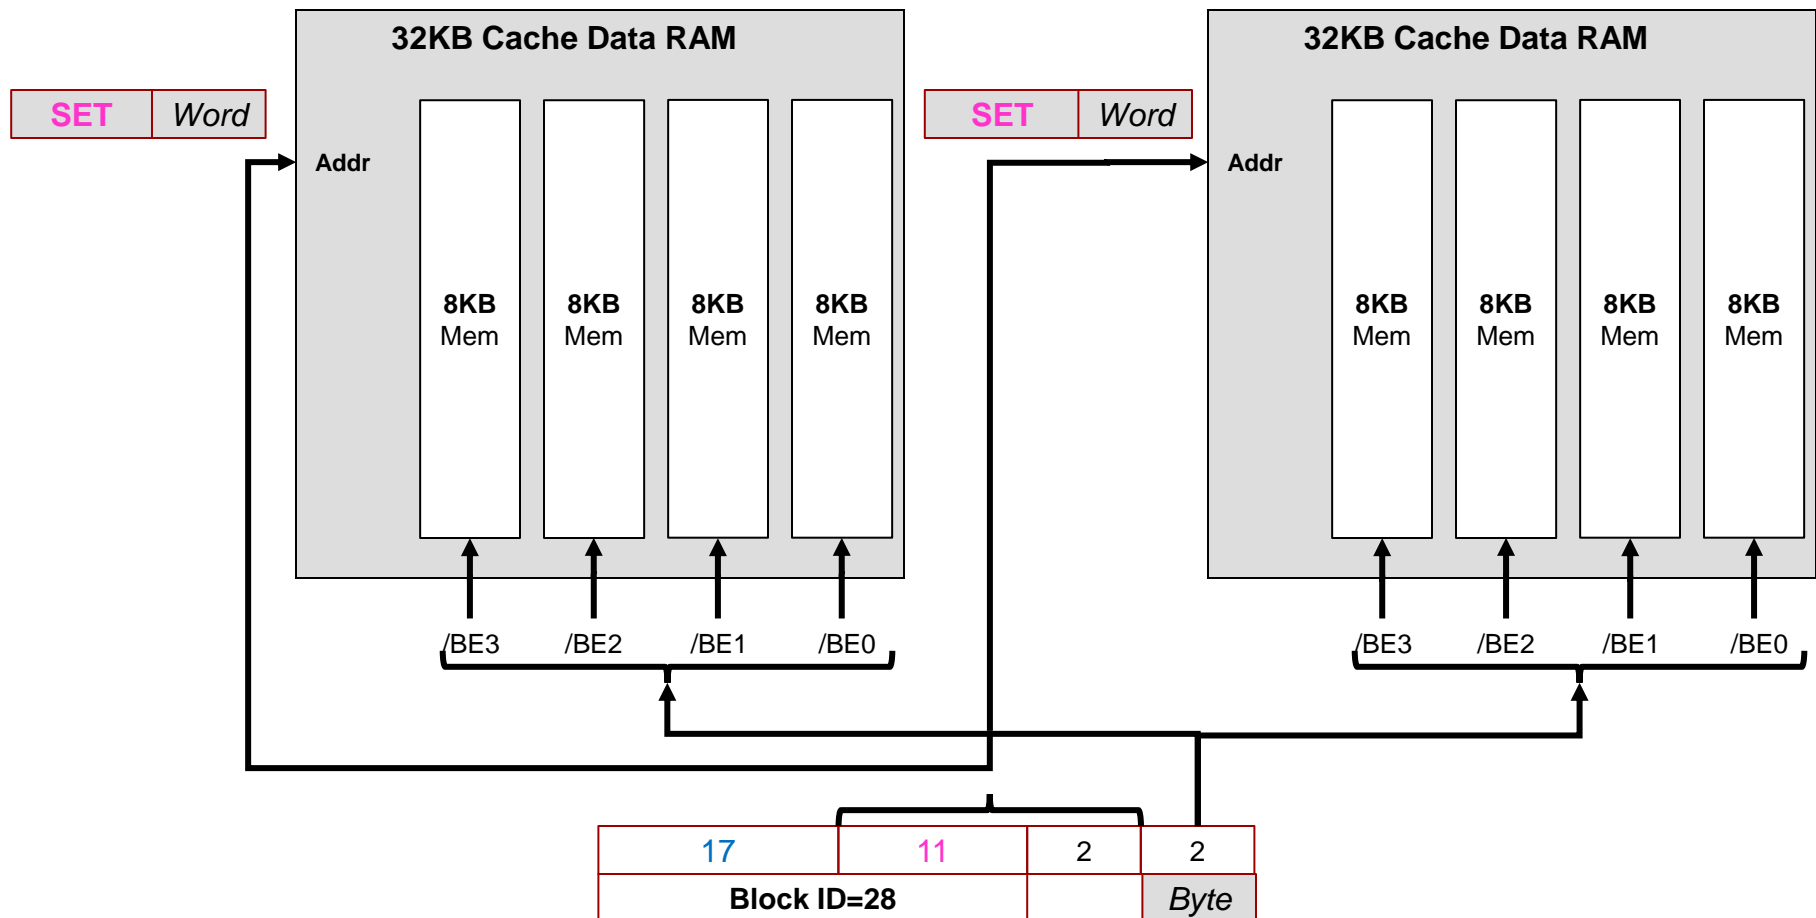 32KB Cache Data RAM
32KB Cache Data RAM
SET Word
SET Word
Addr
Addr
8KB
Mem
8KB
Mem
8KB
Mem
8KB
Mem
8KB
Mem
8KB
Mem
8KB
Mem
8KB
Mem
/BE3 /BE2 /BE1 /BE0
/BE3 /BE2 /BE1 /BE0
17 11 2 2
Block ID=28 Byte